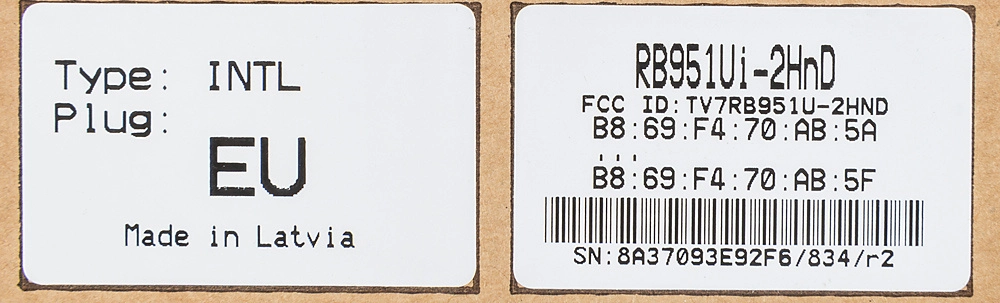 Type: INTL
Plug:
EU
Made in Latvia
RB951Ui-2HnD
FCC ID:TV7RB951U-2HND
B8:69:F4:70:AB:5A
...
B8:69:F4:70:AB:5F
SN:8A37093E92F6/834/r2